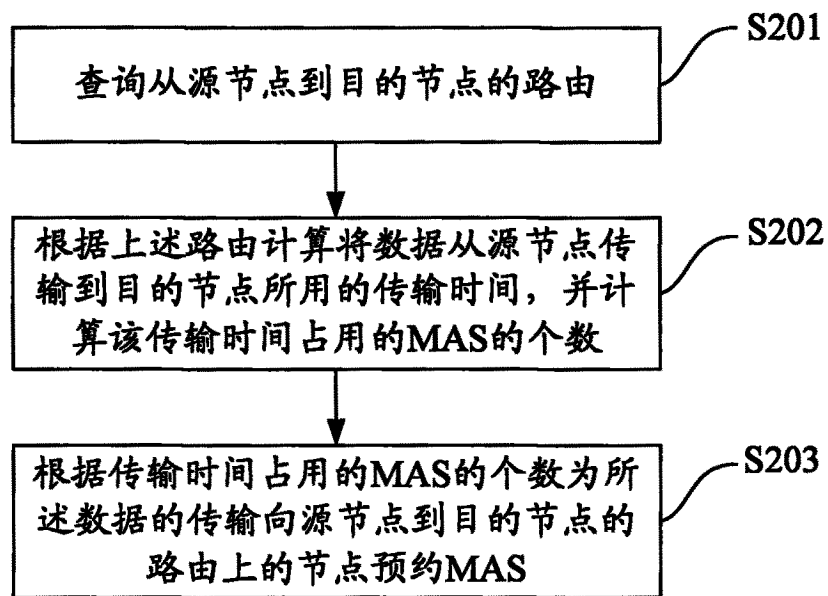 S201
查询从源节点到目的节点的路由
S202
根据上述路由计算将数据从源节点传
输到目的节点所用的传输时间，并计
算该传输时间占用的MAS的个数
S203
根据传输时间占用的MAS的个数为所
述数据的传输向源节点到目的节点的
路由上的节点预约MAS